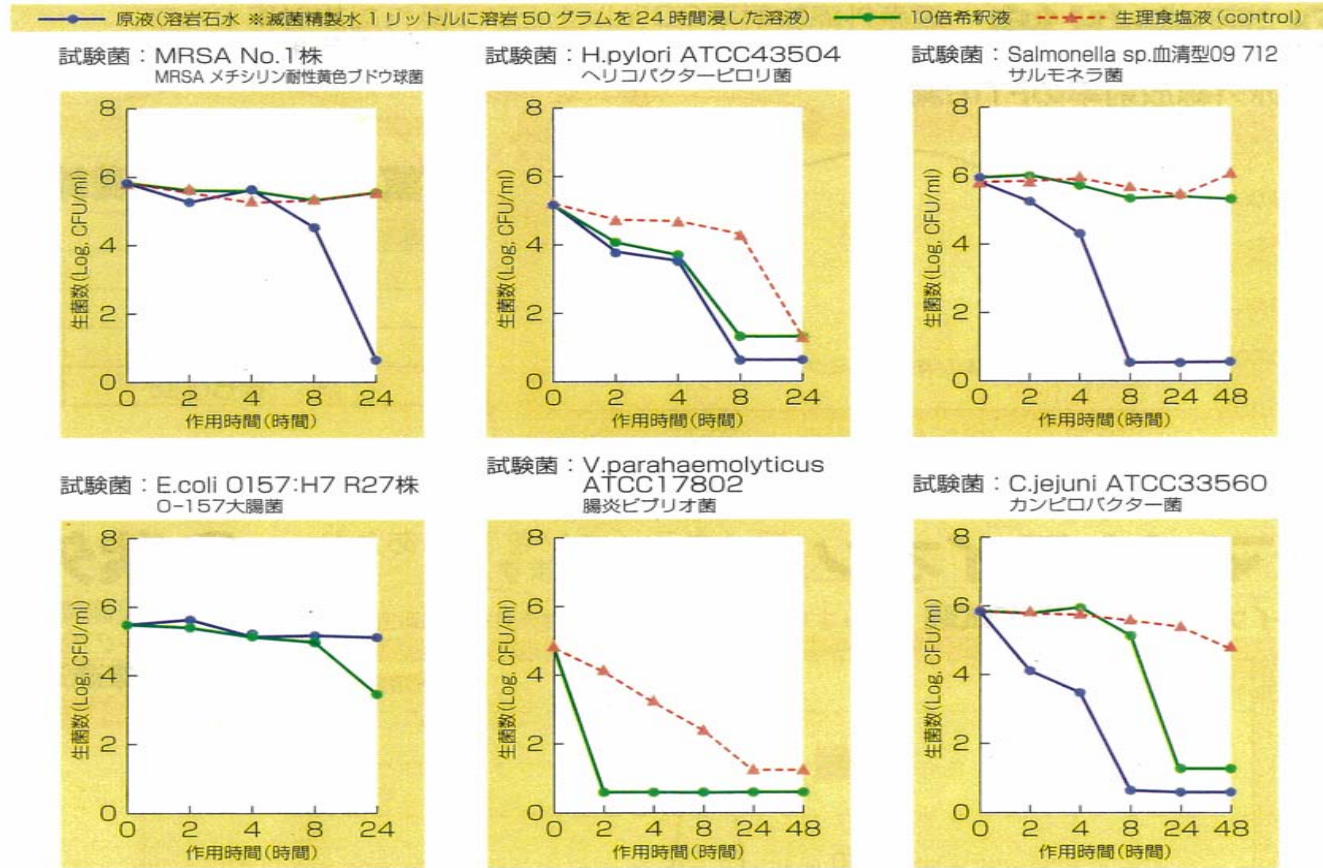 原液(溶岩石水 ※滅菌精製水1リットルに溶岩50グラムを24時間浸した溶液) 10倍希釈液 生理食塩液(control)
試験菌：MRSA No.1株
MRSA メチシリン耐性黄色ブドウ球菌
生菌数(Log, CFU/ml)
8
6
4
2
0
0 2 4 8 24
作用時間(時間)
試験菌：H.pylori ATCC43504
ヘリコバクターピロリ菌
生菌数(Log, CFU/ml)
8
6
4
2
0
0 2 4 8 24
作用時間(時間)
試験菌：Salmonella sp.血清型09 712
サルモネラ菌
生菌数(Log, CFU/ml)
8
6
4
2
0
0 2 4 8 24 48
作用時間(時間)
試験菌：E.coli O157:H7 R27株
O-157大腸菌
生菌数(Log, CFU/ml)
8
6
4
2
0
0 2 4 8 24
作用時間(時間)
試験菌：V.parahaemolyticus
ATCC17802
腸炎ビブリオ菌
生菌数(Log, CFU/ml)
8
6
4
2
0
0 2 4 8 24 48
作用時間(時間)
試験菌：C.jejuni ATCC33560
カンピロバクター菌
生菌数(Log, CFU/ml)
8
6
4
2
0
0 2 4 8 24 48
作用時間(時間)